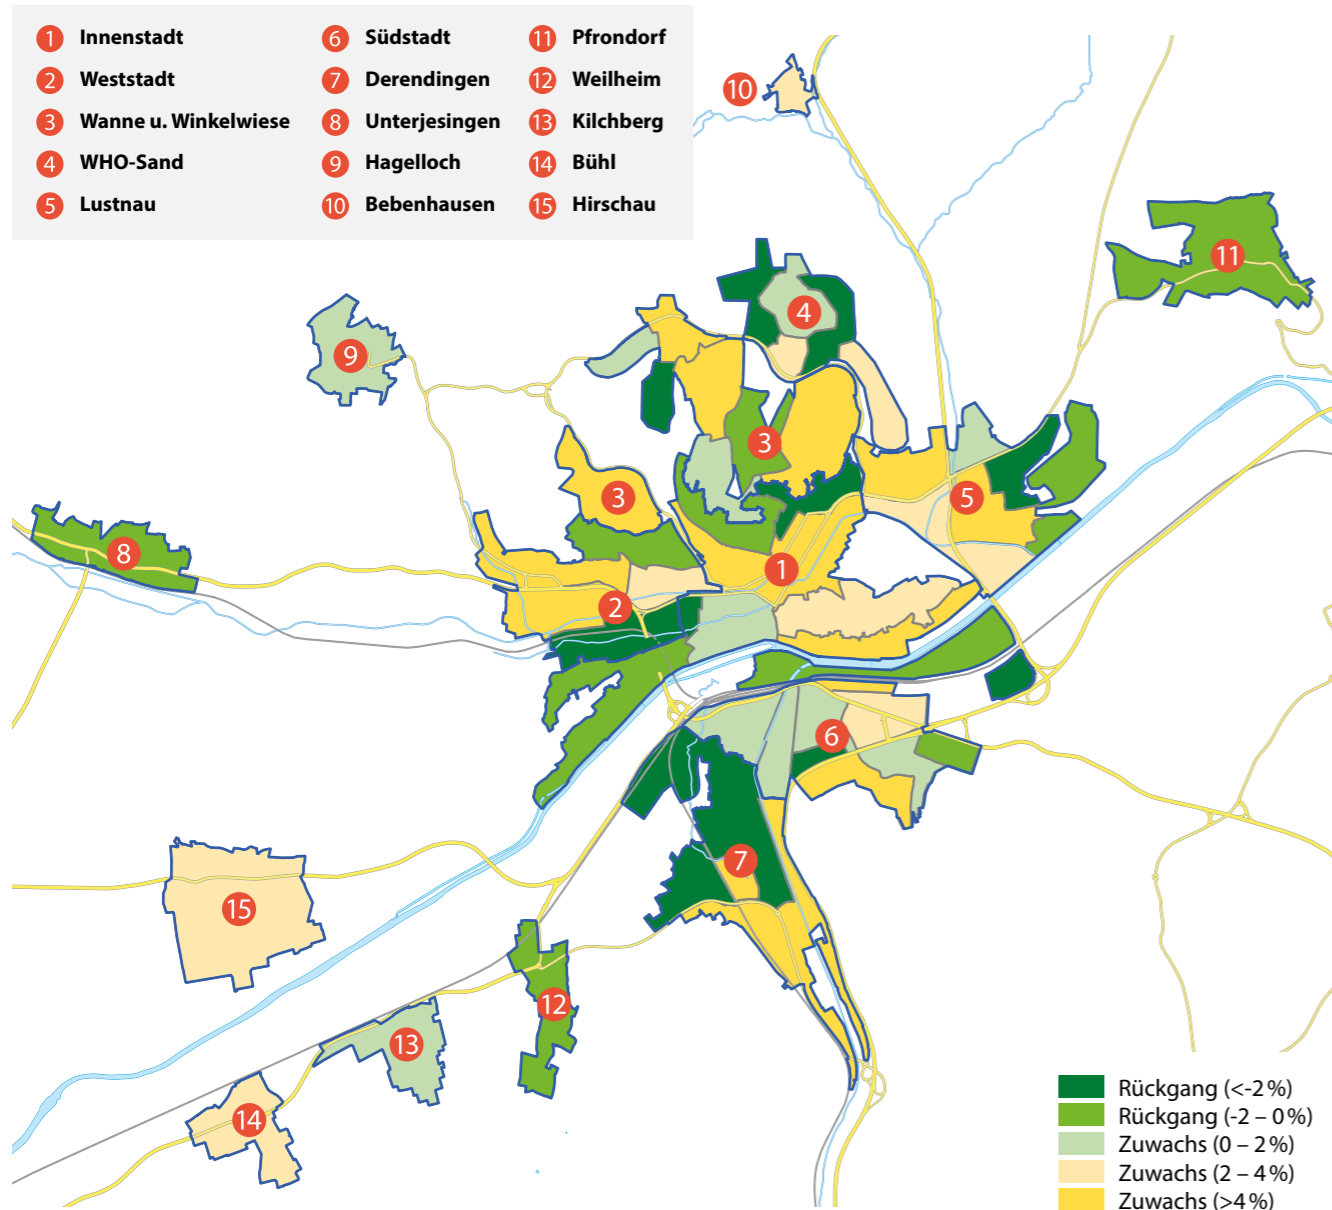 1 Innenstadt
2 Weststadt
3 Wanne u. Winkelwiese
4 WHO-Sand
5 Lustnau
6 Südstadt
7 Derendingen
8 Unterjesingen
9 Hagelloch
10 Bebenhausen
11 Pfrondorf
12 Weilheim
13 Kilchberg
14 Bühl
15 Hirschau
10
11
4
9
3
3
5
8
1
2
6
7
15
12
13
14
Rückgang (<-2 %)
Rückgang (-2 – 0 %)
Zuwachs (0 – 2 %)
Zuwachs (2 – 4 %)
Zuwachs (>4 %)